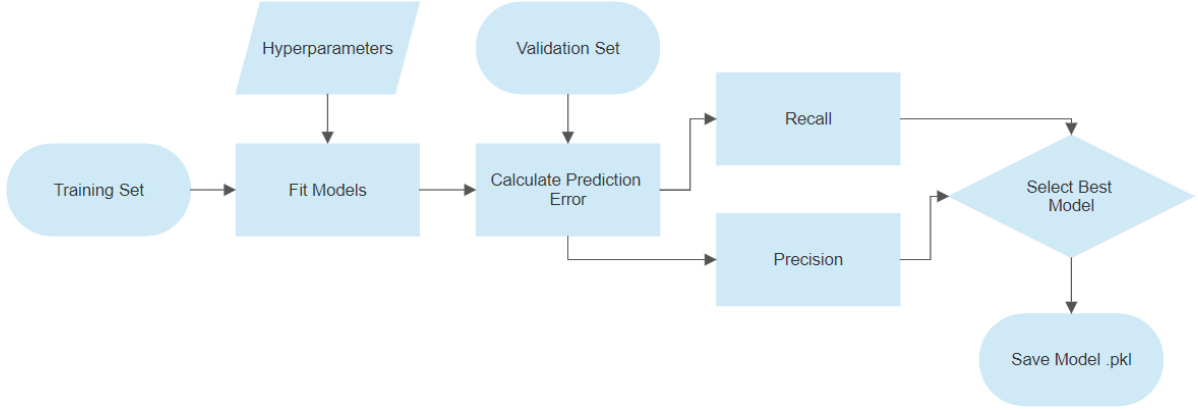 Hyperparameters
Validation Set
Recall
Training Set
Fit Models
Calculate Prediction
Error
Select Best
Model
Precision
Save Model .pkl